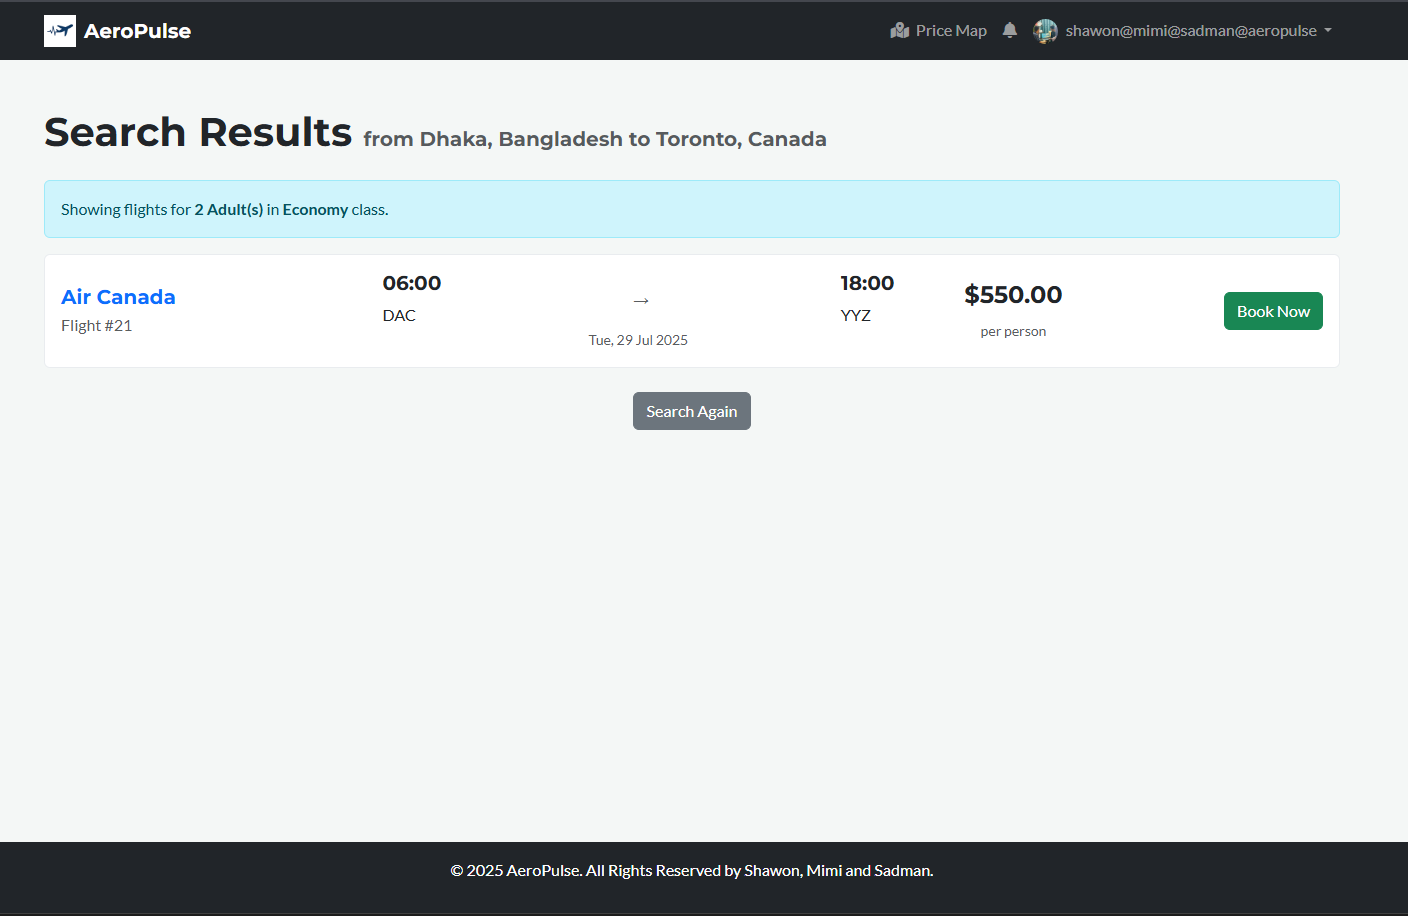 AeroPulse
Price Map
shawon@mimi@sadman@aeropulse
Search Results from Dhaka, Bangladesh to Toronto, Canada
Showing flights for 2 Adult(s) in Economy class.
Air Canada
Flight #21
06:00
DAC
→
Tue, 29 Jul 2025
18:00
YYZ
$550.00
per person
Book Now
Search Again
© 2025 AeroPulse. All Rights Reserved by Shawon, Mimi and Sadman.